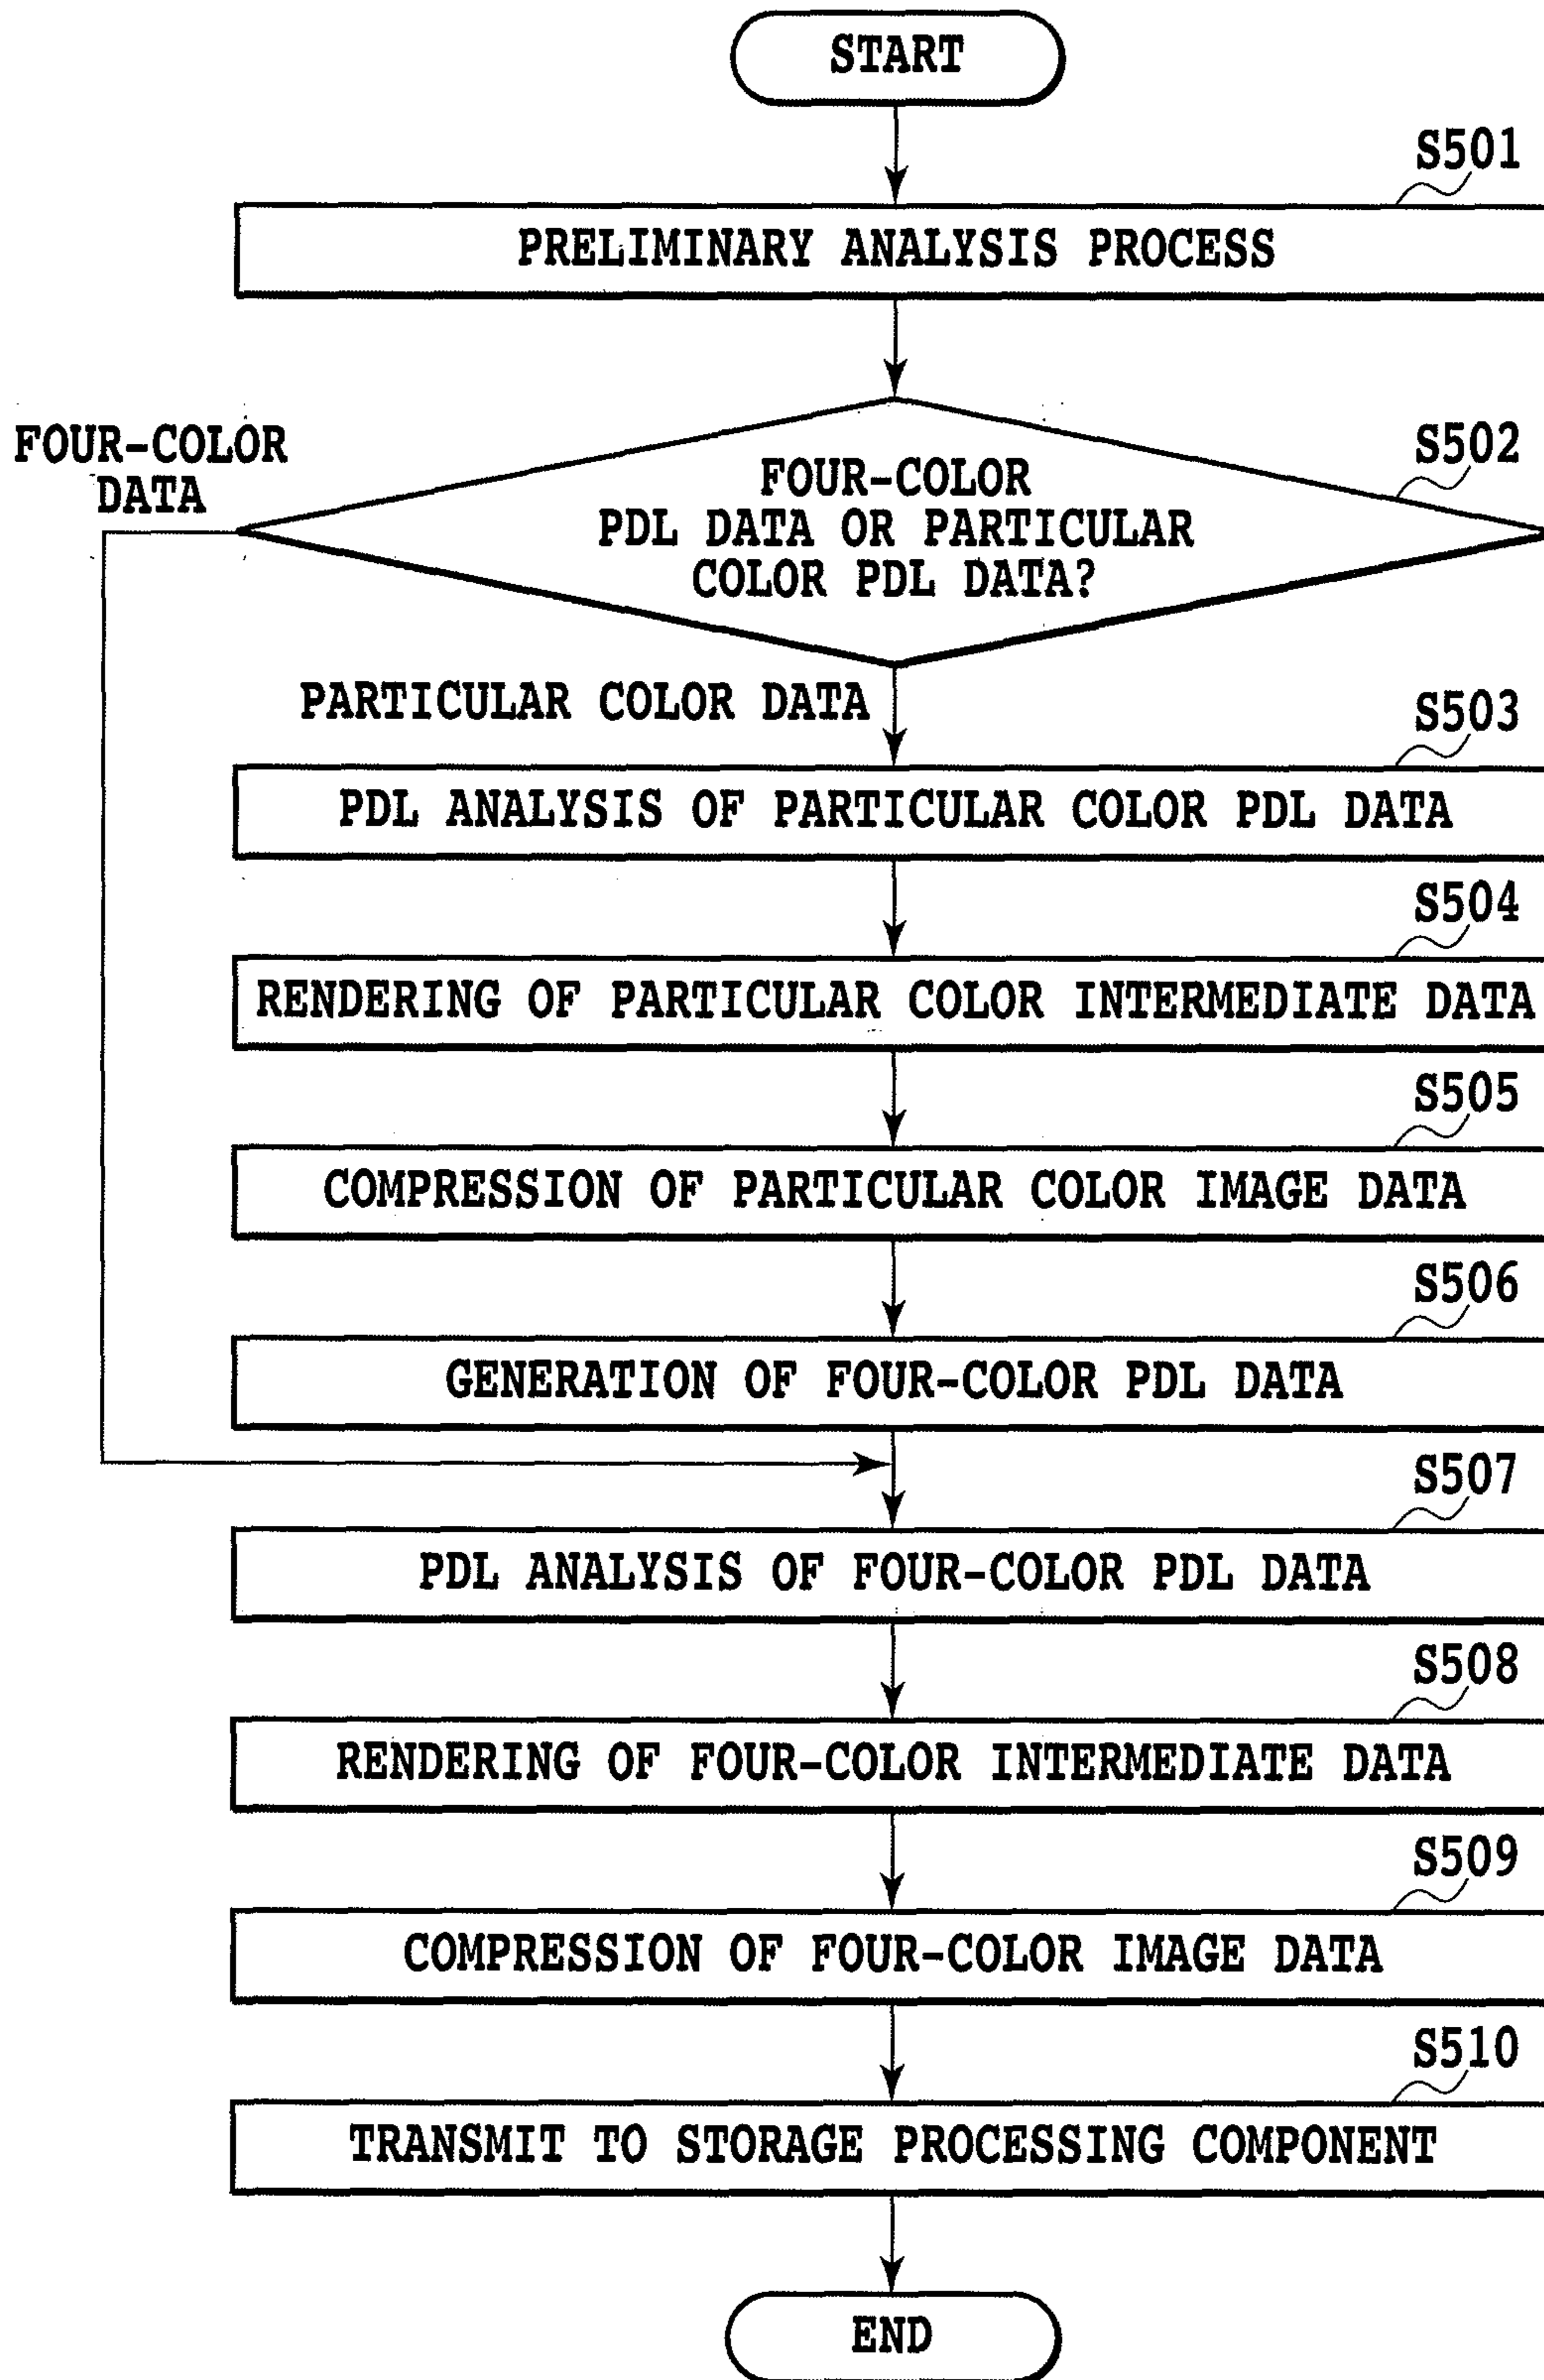 START
S501
PRELIMINARY ANALYSIS PROCESS
S502
FOUR-COLOR
DATA
FOUR-COLOR
PDL DATA OR PARTICULAR
COLOR PDL DATA?
PARTICULAR COLOR DATA
S503
PDL ANALYSIS OF PARTICULAR COLOR PDL DATA
S504
RENDERING OF PARTICULAR COLOR INTERMEDIATE DATA
S505
COMPRESSION OF PARTICULAR COLOR IMAGE DATA
S506
GENERATION OF FOUR-COLOR PDL DATA
S507
PDL ANALYSIS OF FOUR-COLOR PDL DATA
S508
RENDERING OF FOUR-COLOR INTERMEDIATE DATA
S509
COMPRESSION OF FOUR-COLOR IMAGE DATA
S510
TRANSMIT TO STORAGE PROCESSING COMPONENT
END